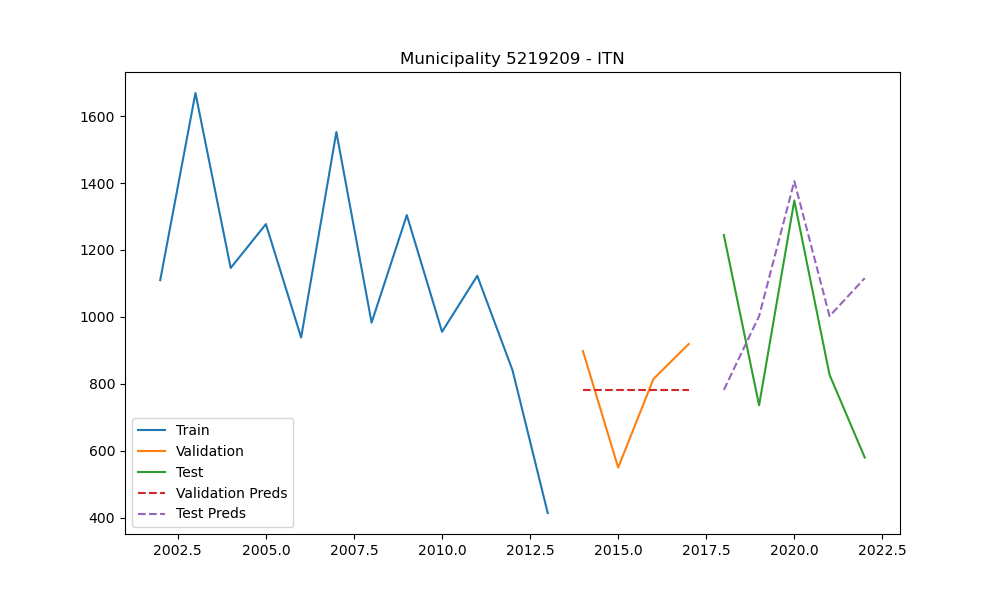 Municipality 5219209 - ITN
1600
1400
1200
1000
800
600
400
Train
Validation
Test
Validation Preds
Test Preds
2002.5 2005.0 2007.5 2010.0 2012.5 2015.0 2017.5 2020.0 2022.5